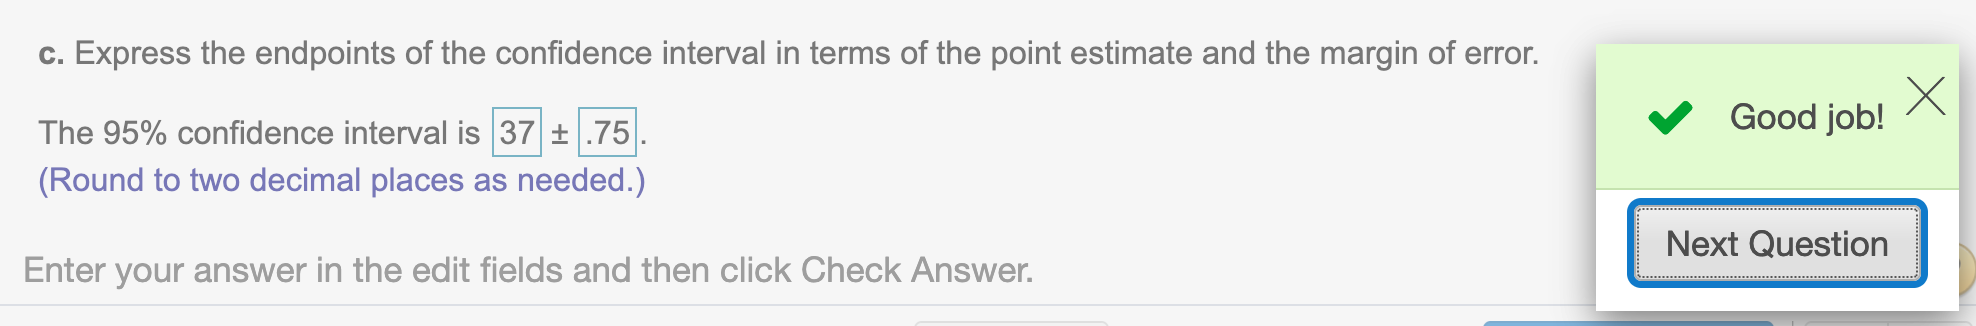 c. Express the endpoints of the confidence interval in terms of the point estimate and the margin of error.
The 95% confidence interval is 37 ± .75.
(Round to two decimal places as needed.)
Enter your answer in the edit fields and then click Check Answer.
Good job!
Next Question